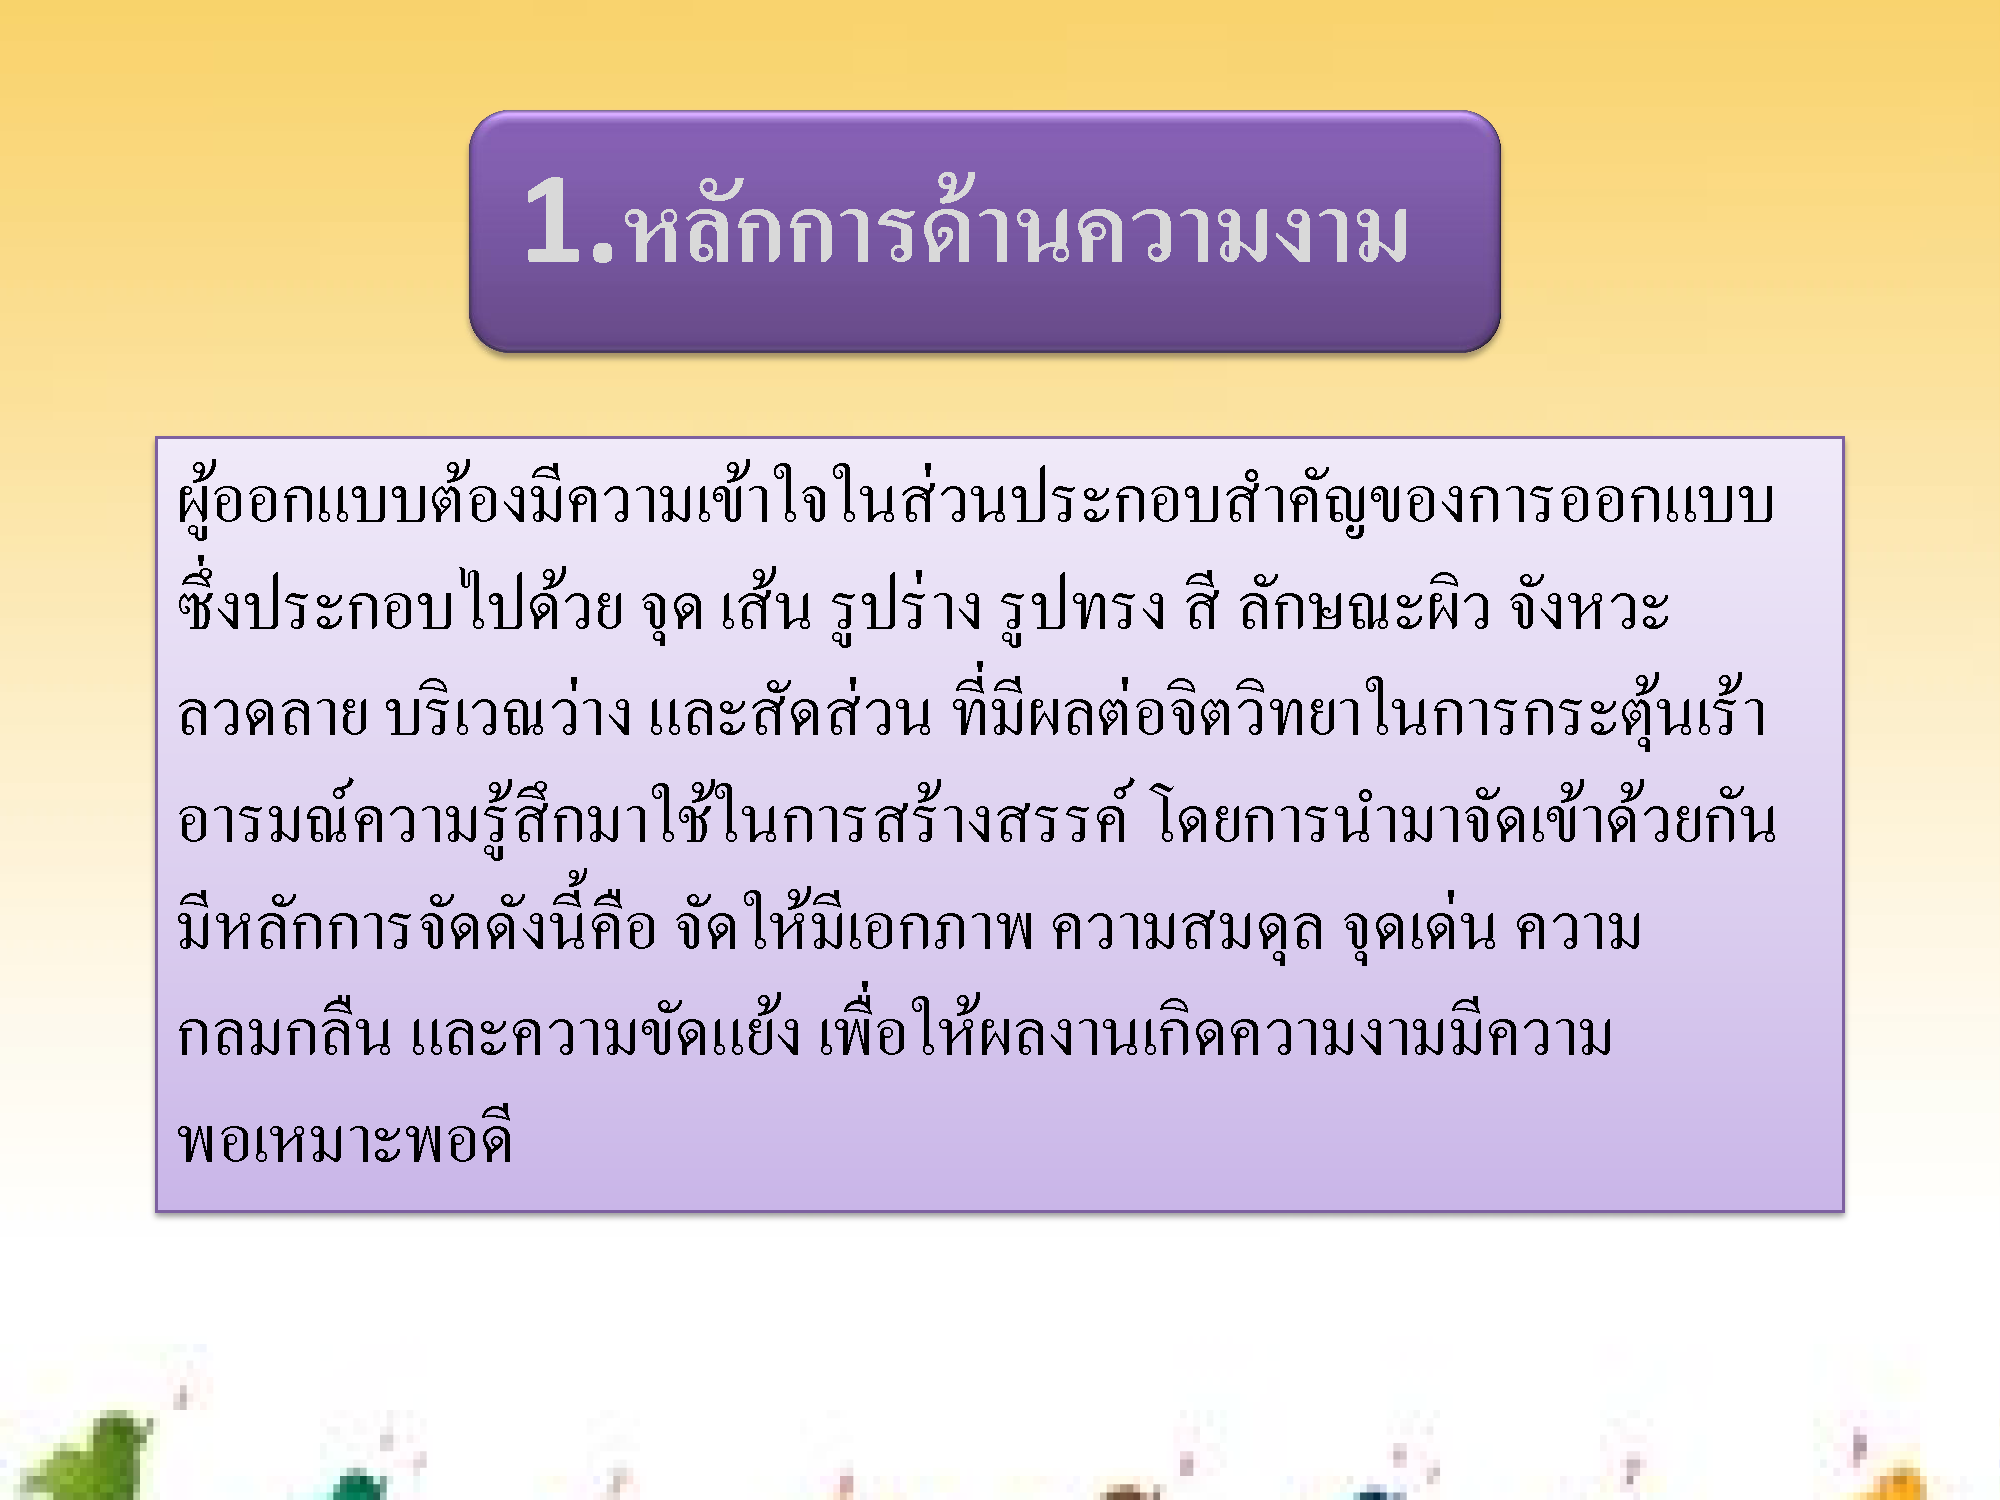 1.หลักการด้านความงาม
ผู้ออกแบบต้องมีความเข้าใจในส่วนประกอบสำคัญของการออกแบบ
ซึ่งประกอบไปด้วย จุด เส้น รูปร่าง รูปทรง สี ลักษณะผิว จังหวะ
ลวดลาย บริเวณว่าง และสัดส่วน ที่มีผลต่อจิตวิทยาในการกระตุ้นเร้า
อารมณ์ความรู้สึกมาใช้ในการสร้างสรรค์ โดยการนำมาจัดเข้าด้วยกัน
มีหลักการจัดดังนี้คือ จัดให้มีเอกภาพ ความสมดุล จุดเด่น ความ
กลมกลืน และความขัดแย้ง เพื่อให้ผลงานเกิดความงามมีความ
พอเหมาะพอดี